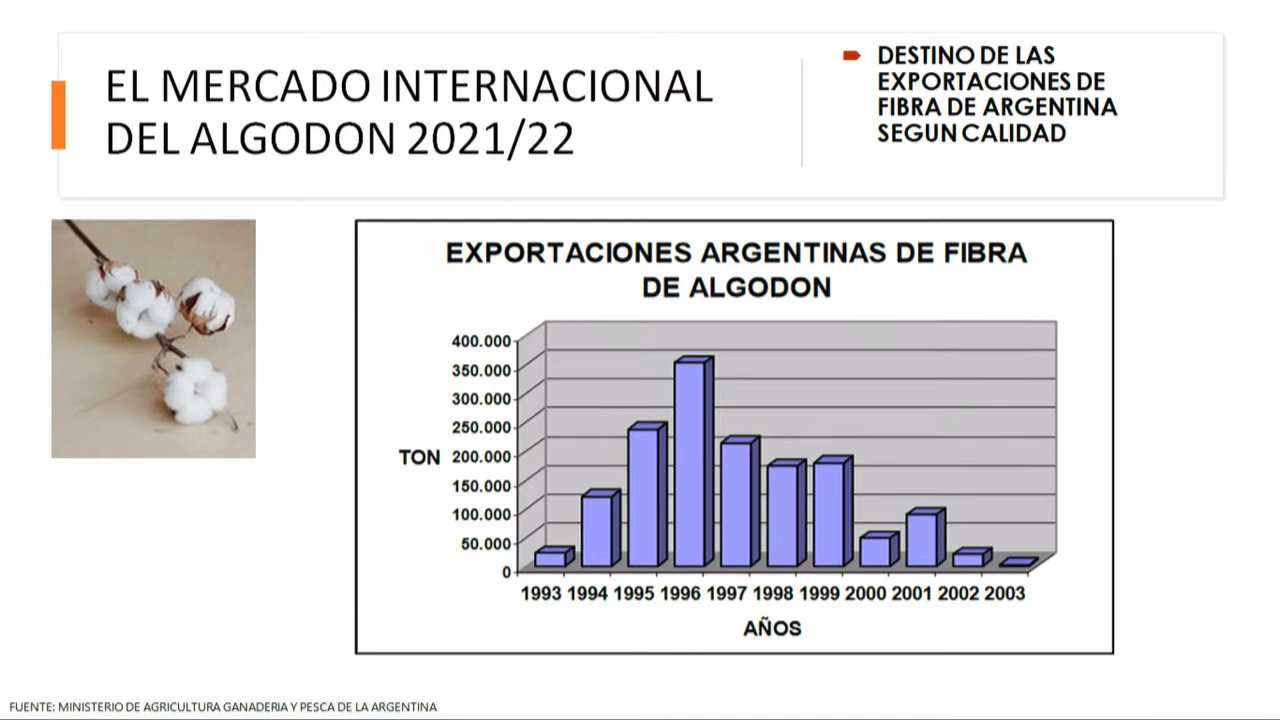 EL MERCADO INTERNACIONAL
DEL ALGODON 2021/22
DESTINO DE LAS
EXPORTACIONES DE
FIBRA DE ARGENTINA
SEGUN CALIDAD
EXPORTACIONES ARGENTINAS DE FIBRA
DE ALGODON
400.000
350.000
300.000
250.000
TON
200.000
150.000
100.000
50.000
0
1993 1994 1995 1996 1997 1998 1999 2000 2001 2002 2003
AÑOS
FUENTE: MINISTERIO DE AGRICULTURA GANADERIA Y PESCA DE LA ARGENTINA